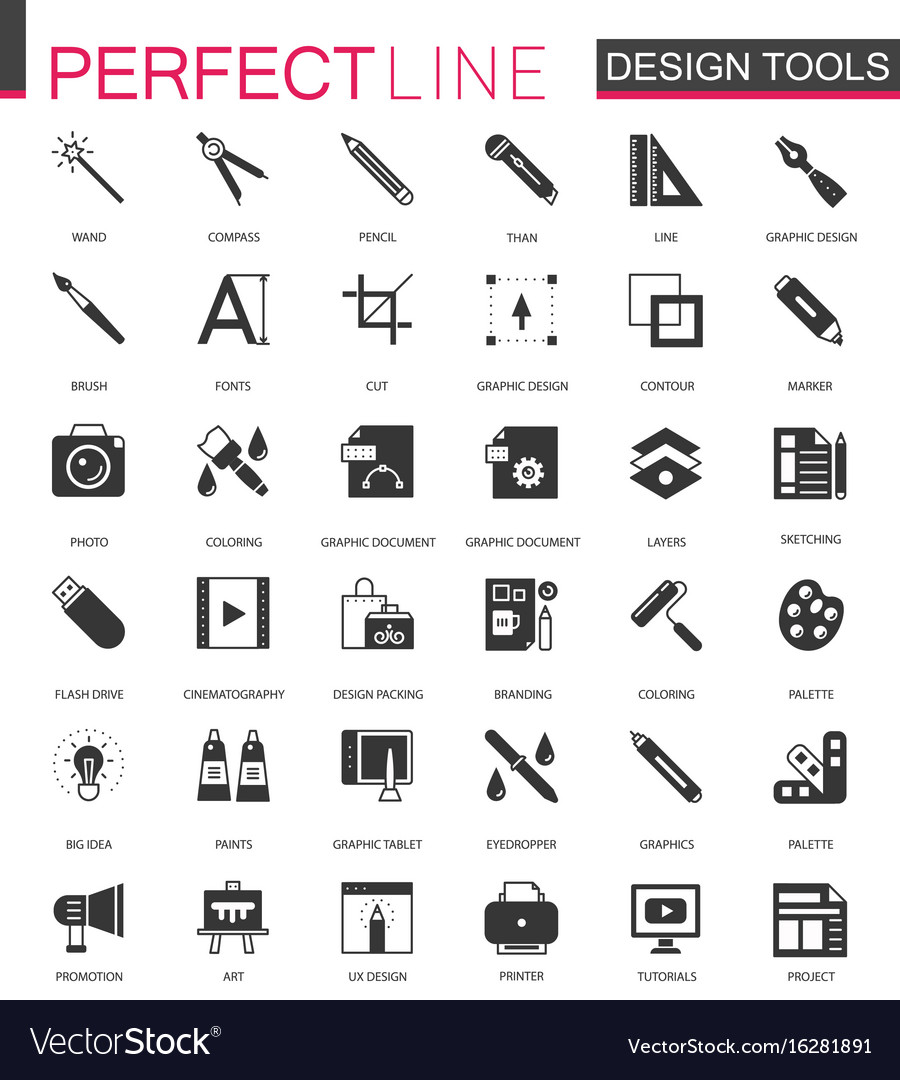 PERFECTLINE DESIGN TOOLS
WAND COMPASS PENCIL THAN LINE GRAPHIC DESIGN
BRUSH FONTS CUT GRAPHIC DESIGN CONTOUR MARKER
PHOTO COLORING GRAPHIC DOCUMENT GRAPHIC DOCUMENT LAYERS SKETCHING
FLASH DRIVE CINEMATOGRAPHY DESIGN PACKING BRANDING COLORING PALETTE
BIG IDEA PAINTS GRAPHIC TABLET EYEDROPPER GRAPHICS PALETTE
PROMOTION ART UX DESIGN PRINTER TUTORIALS PROJECT
VectorStock® VectorStock.com/16281891